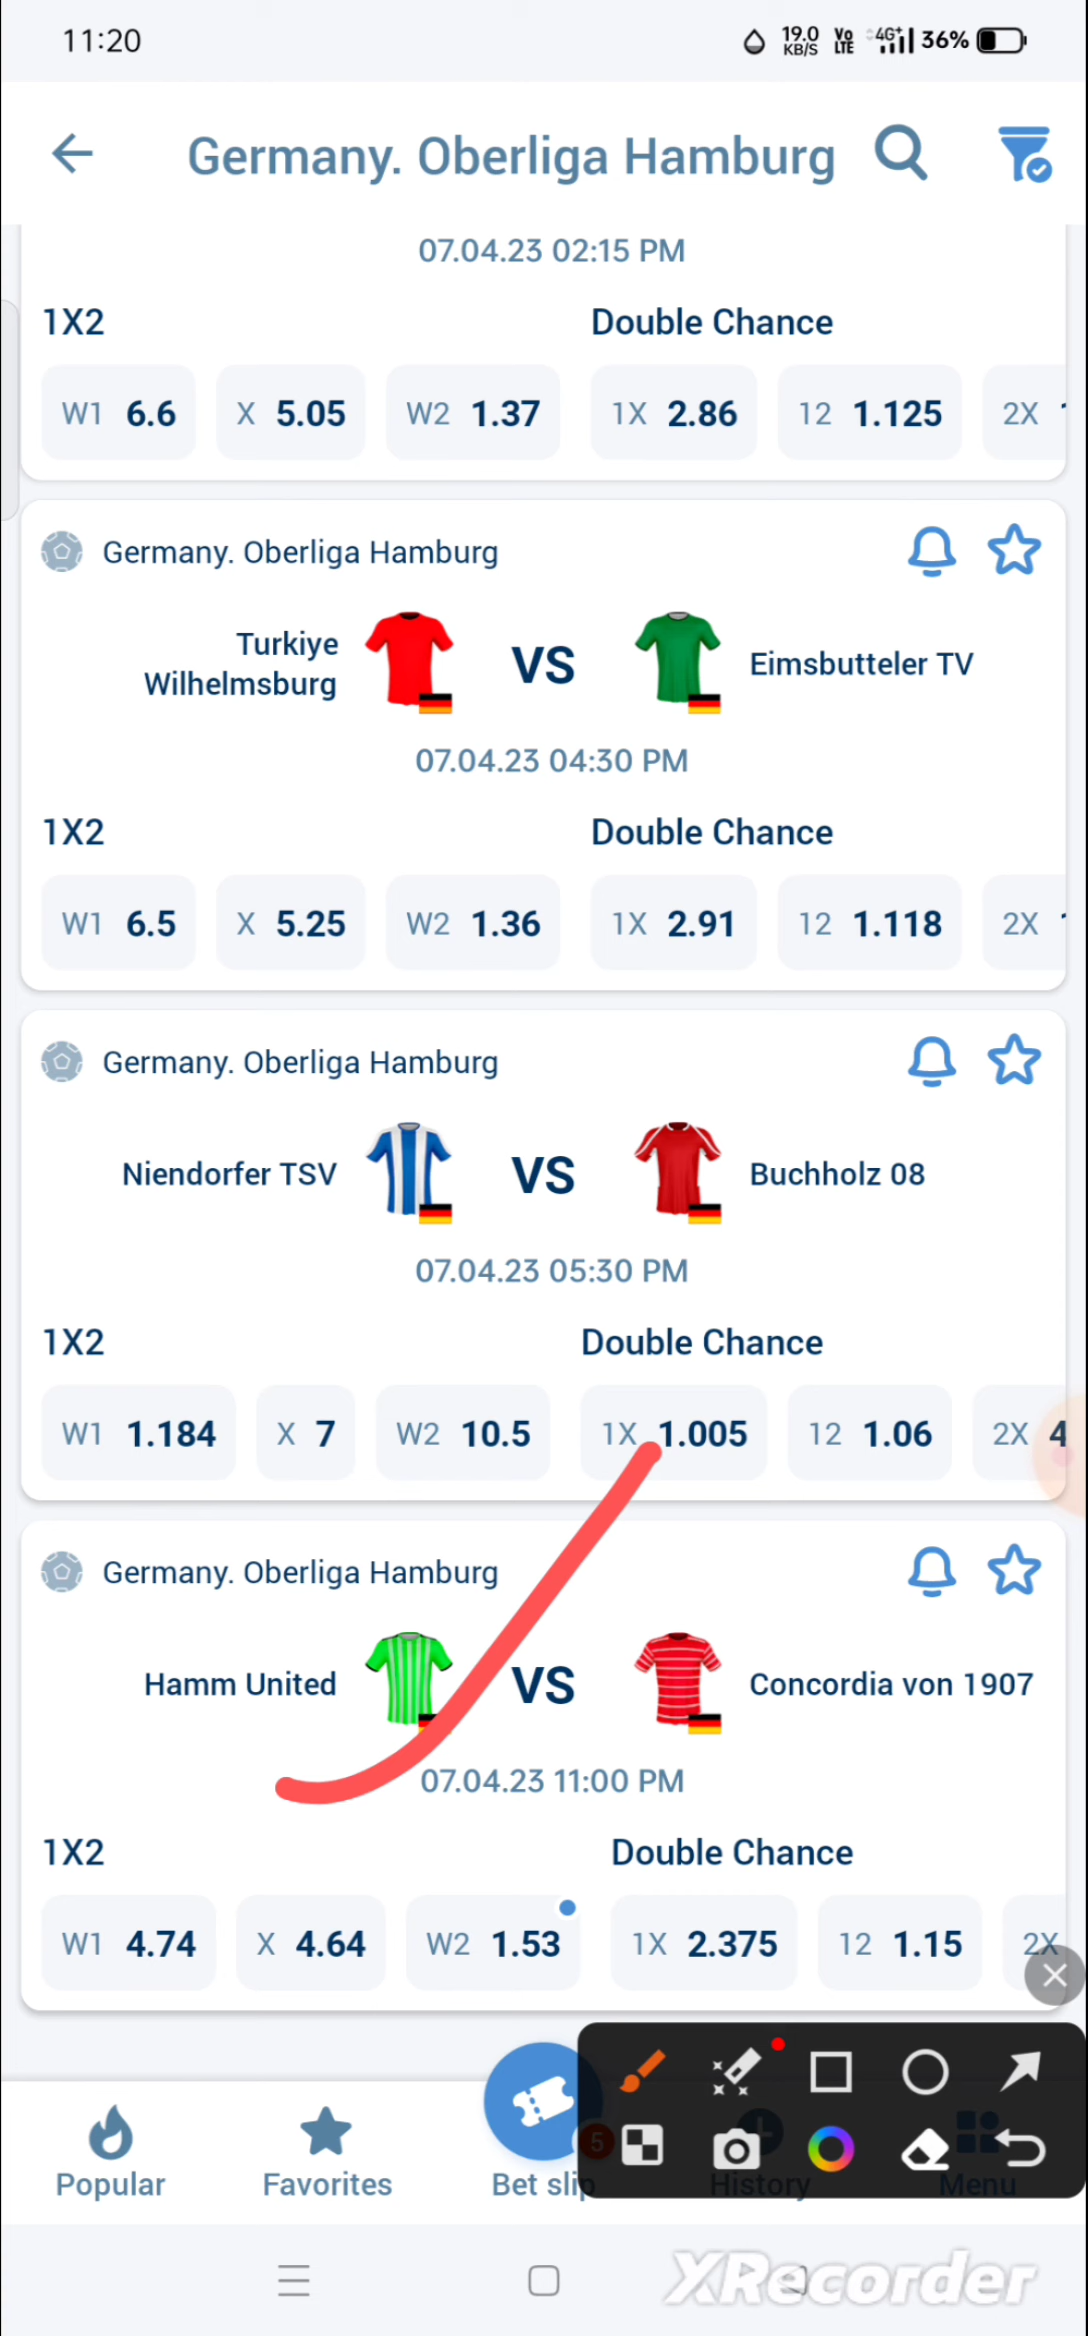 11:20
19.0 KB/S Vo LTE 4G+ 36%
Germany. Oberliga Hamburg
07.04.23 02:15 PM
1X2 Double Chance
W1 6.6 X 5.05 W2 1.37 1X 2.86 12 1.125 2X
Germany. Oberliga Hamburg
Turkiye
Wilhelmsburg VS Eimsbutteler TV
07.04.23 04:30 PM
1X2 Double Chance
W1 6.5 X 5.25 W2 1.36 1X 2.91 12 1.118 2X
Germany. Oberliga Hamburg
Niendorfer TSV VS Buchholz 08
07.04.23 05:30 PM
1X2 Double Chance
W1 1.184 X 7 W2 10.5 1X 1.005 12 1.06 2X 4
Germany. Oberliga Hamburg
Hamm United VS Concordia von 1907
07.04.23 11:00 PM
1X2 Double Chance
W1 4.74 X 4.64 W2 1.53 1X 2.375 12 1.15 2X
5
Popular Favorites Bet slip History Menu
XRecorder